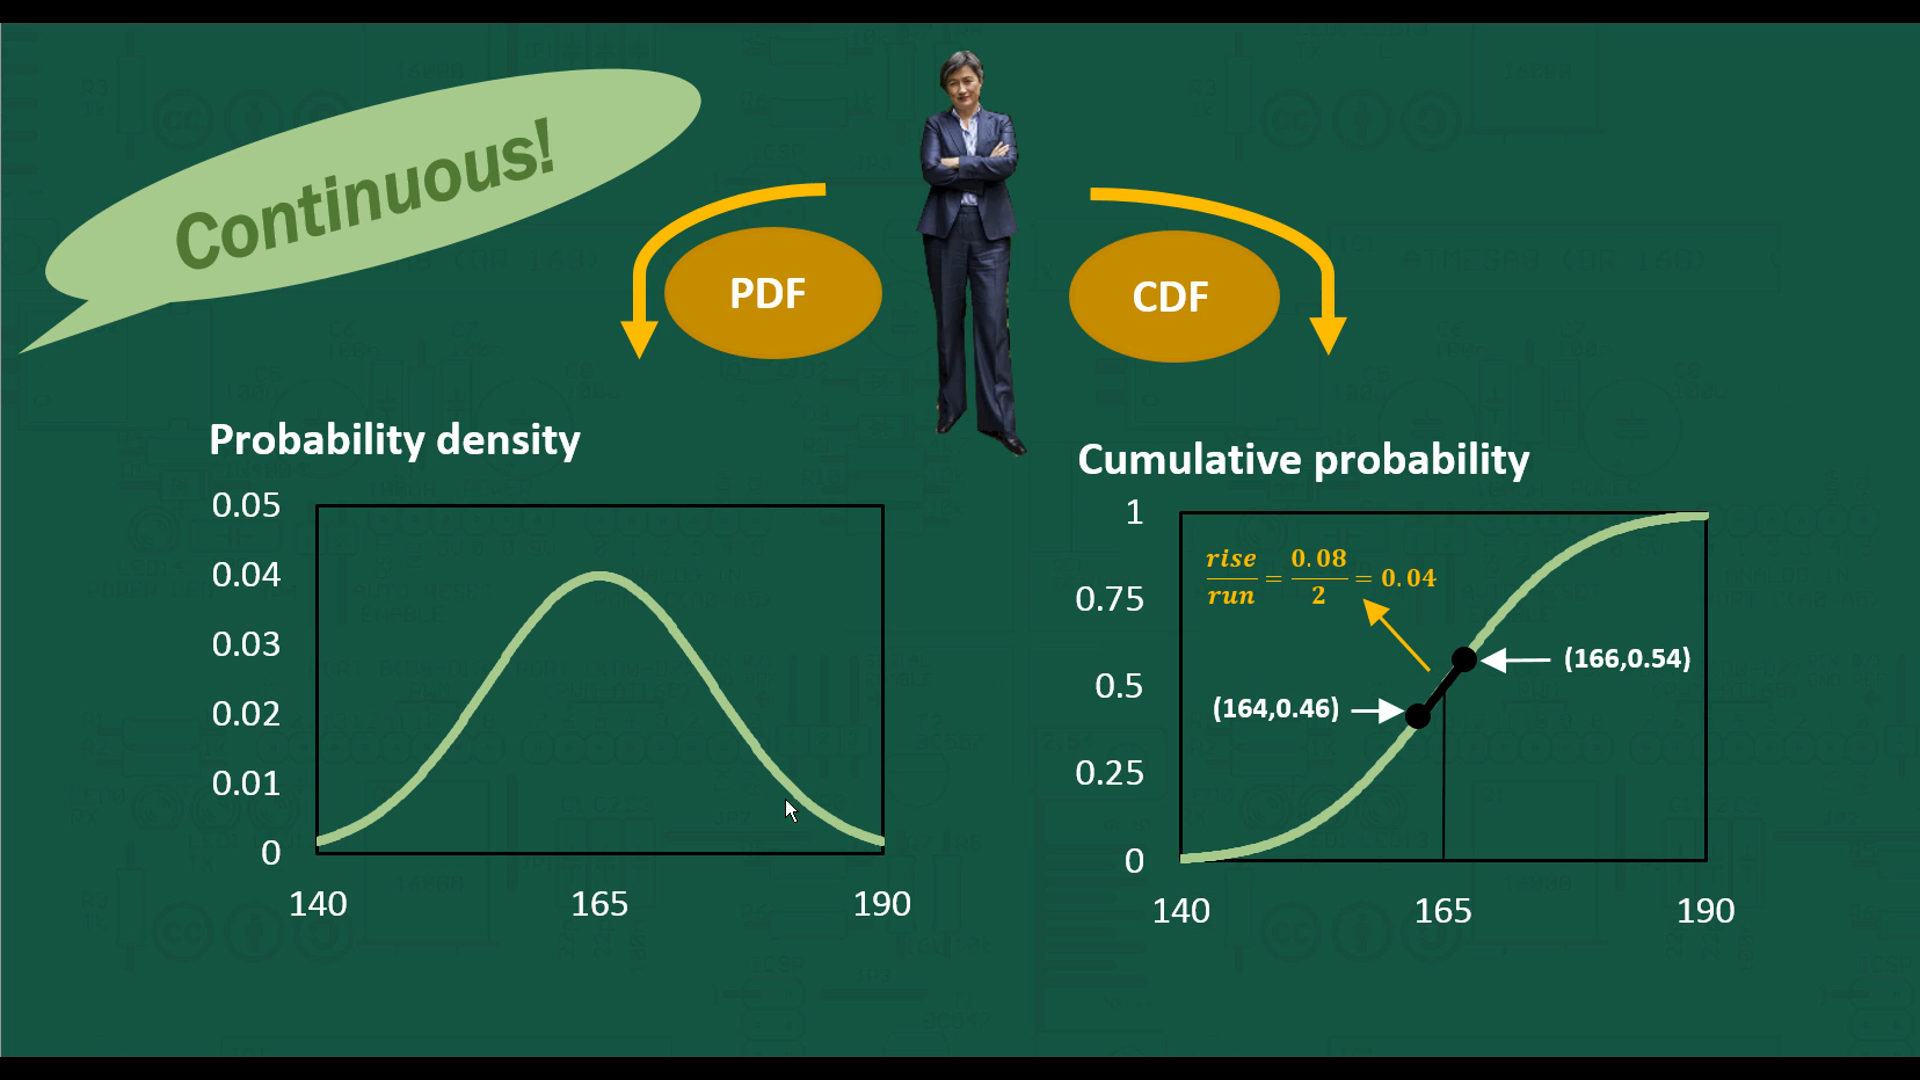 Continuous!
PDF
CDF
Probability density
0.05
0.04
0.03
0.02
0.01
0
140 165 190
Cumulative probability
1
0.75
0.5
0.25
0
140 165 190
rise/run = 0.08/2 = 0.04
(166,0.54)
(164,0.46)